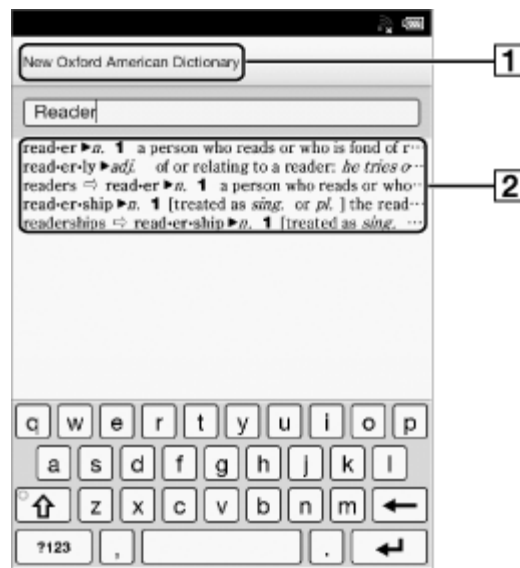 New Oxford American Dictionary
1
Reader
read•er ▶n. 1 a person who reads or who is fond of r⋯
read•er•ly ▶adj. of or relating to a reader: he tries o⋯
readers ⇨ read•er ▶n. 1 a person who reads or who⋯
2
read•er•ship ▶n. 1 [treated as sing. or pl. ] the read⋯
readerships ⇨ read•er•ship ▶n. 1 [treated as sing. ⋯
q w e r t y u i o p
a s d f g h j k l
z x c v b n m
?123 , .